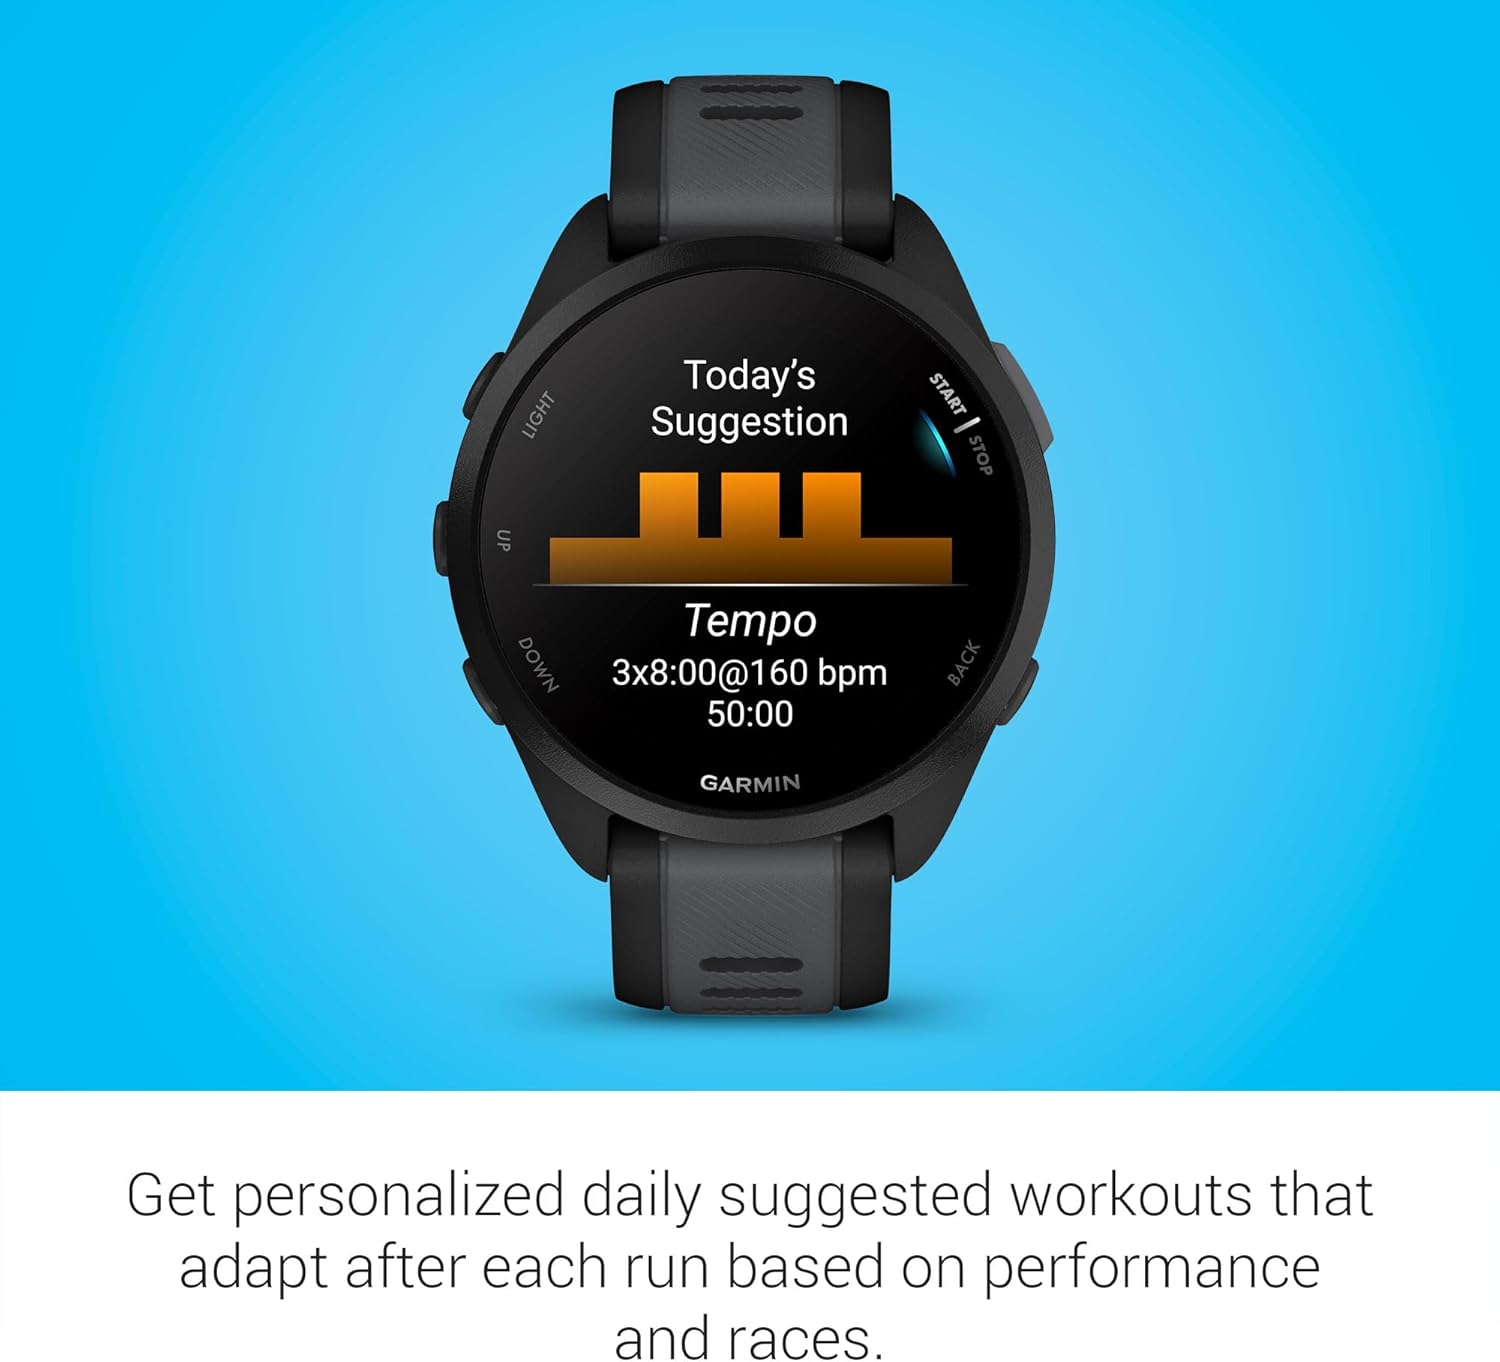 Today's
Suggestion
START
STOP
LIGHT
UP
DOWN
BACK
Tempo
3x8:00@160 bpm
50:00
GARMIN
Get personalized daily suggested workouts that
adapt after each run based on performance
and races.